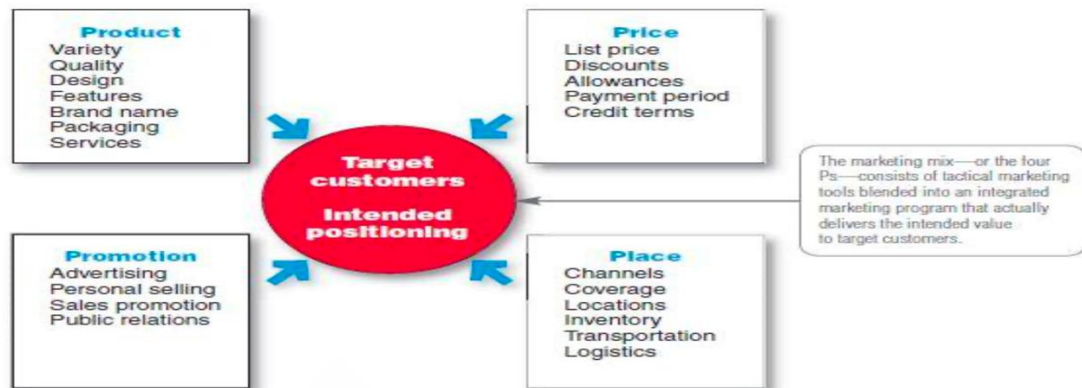 Product
Variety
Quality
Design
Features
Brand name
Packaging
Services
Price
List price
Discounts
Allowances
Payment period
Credit terms
Target
customers
Intended
positioning
The marketing mix—or the four
Ps—consists of tactical marketing
tools blended into an integrated
marketing program that actually
delivers the intended value
to target customers.
Promotion
Advertising
Personal selling
Sales promotion
Public relations
Place
Channels
Coverage
Locations
Inventory
Transportation
Logistics